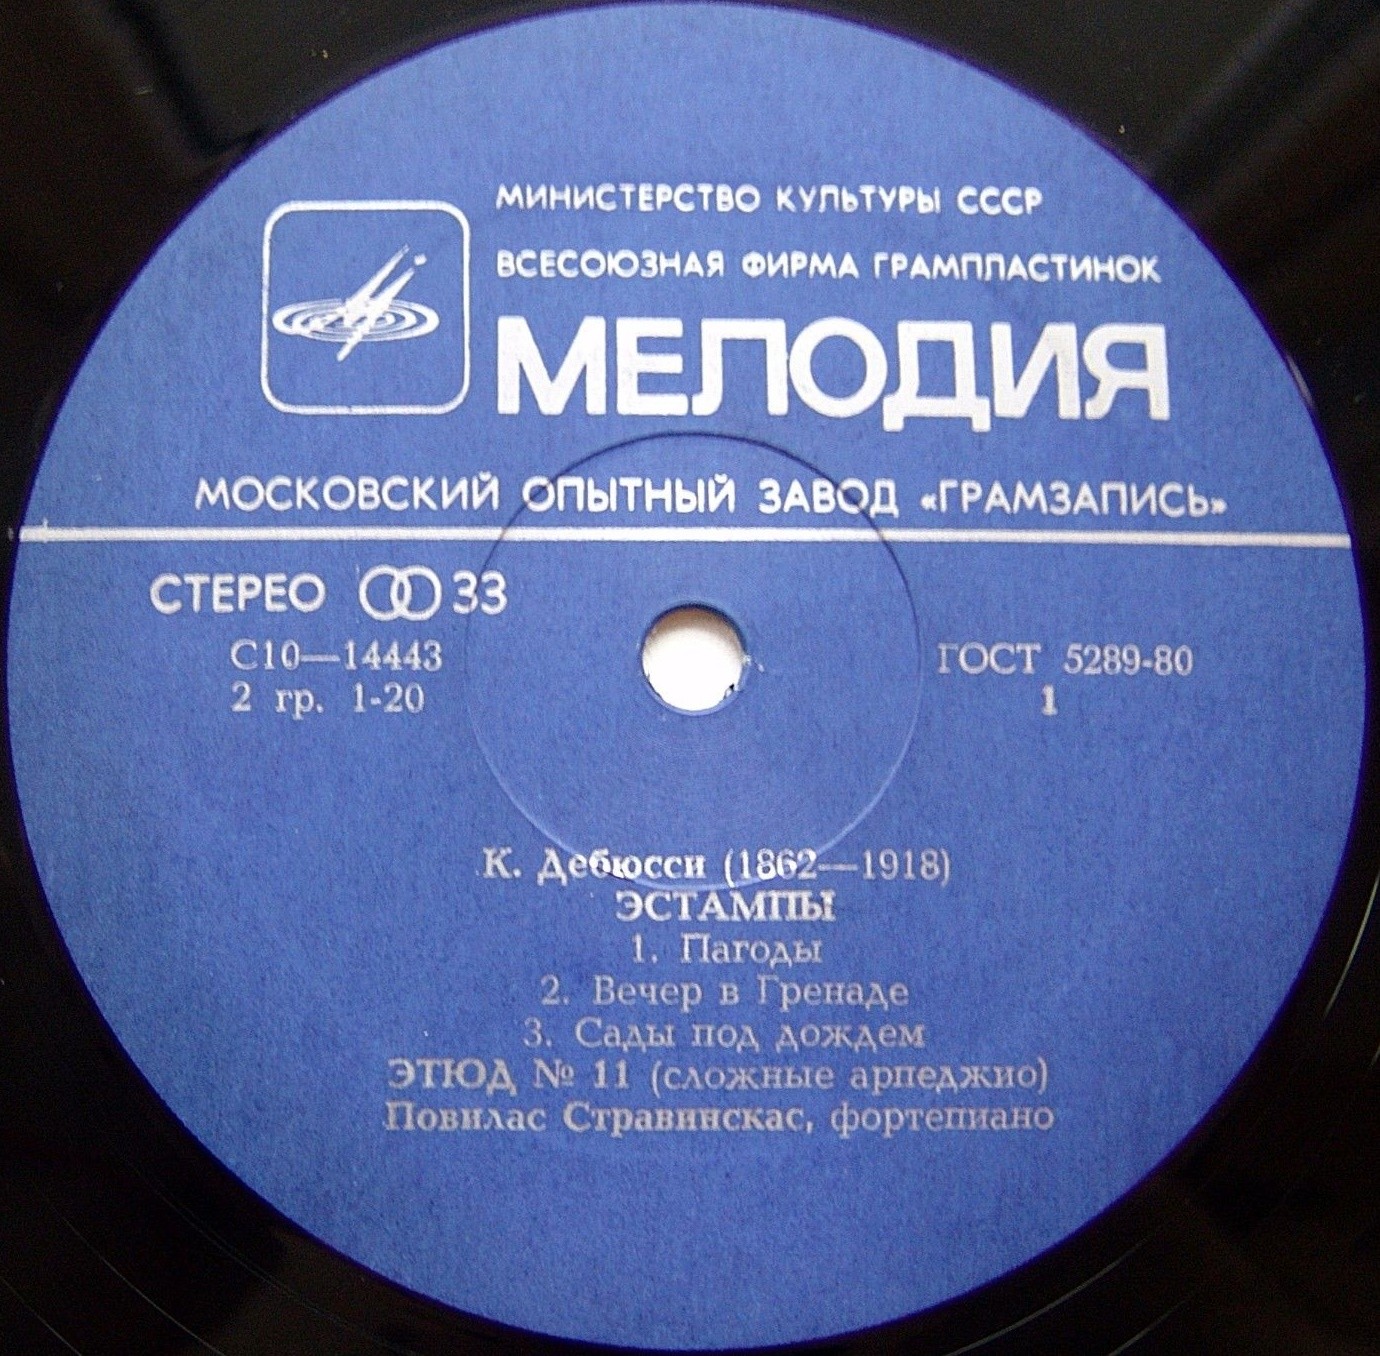 МИНИСТЕРСТВО КУЛЬТУРЫ СССР
ВСЕСОЮЗНАЯ ФИРМА ГРАМПЛАСТИНОК
МЕЛОДИЯ
МОСКОВСКИЙ ОПЫТНЫЙ ЗАВОД «ГРАМЗАПИСЬ»
СТЕРЕО 33
С10—14443
2 гр. 1-20
ГОСТ 5289-80
1
К. Дебюсси (1862—1918)
ЭСТАМПЫ
1. Пагоды
2. Вечер в Гренаде
3. Сады под дождем
ЭТЮД № 11 (сложные арпеджио)
Повилас Стравинскас, фортепиано